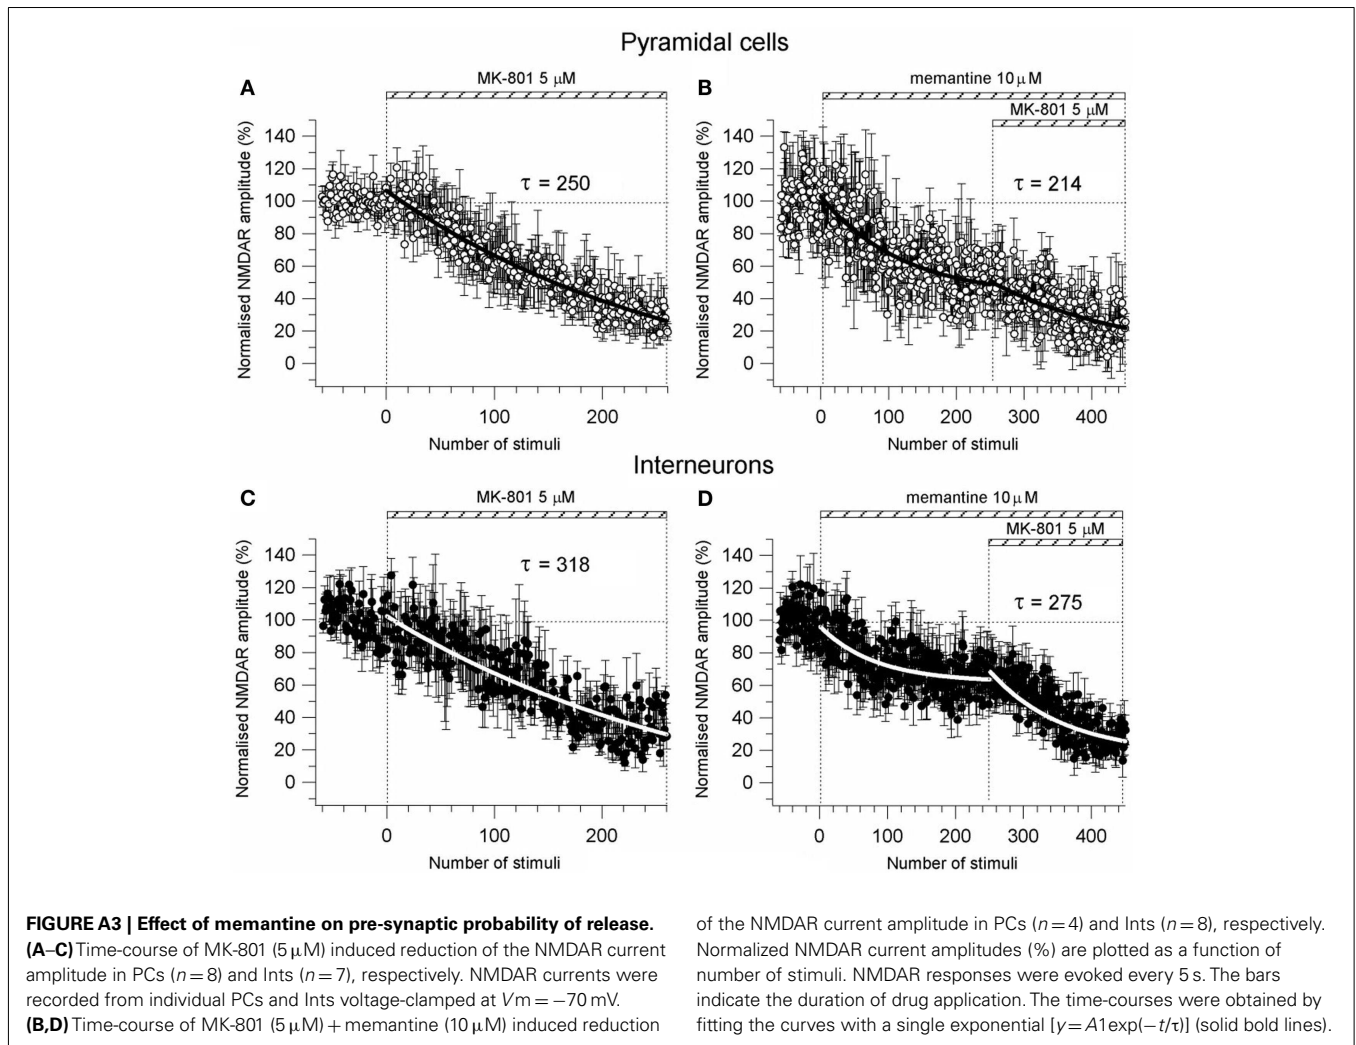 Pyramidal cells
A
MK-801 5 μM
Normalised NMDAR amplitude (%)
140
120
100
80
60
40
20
0
τ = 250
0 100 200
Number of stimuli
B
memantine 10 μM
MK-801 5 μM
Normalised NMDAR amplitude (%)
140
120
100
80
60
40
20
0
τ = 214
0 100 200 300 400
Number of stimuli
Interneurons
C
MK-801 5 μM
Normalised NMDAR amplitude (%)
140
120
100
80
60
40
20
0
τ = 318
0 100 200
Number of stimuli
D
memantine 10 μM
MK-801 5 μM
Normalised NMDAR amplitude (%)
140
120
100
80
60
40
20
0
τ = 275
0 100 200 300 400
Number of stimuli
FIGURE A3 | Effect of memantine on pre-synaptic probability of release.
(A–C) Time-course of MK-801 (5 μM) induced reduction of the NMDAR current
amplitude in PCs (n = 8) and Ints (n = 7), respectively. NMDAR currents were
recorded from individual PCs and Ints voltage-clamped at Vm = −70 mV.
(B,D) Time-course of MK-801 (5 μM) + memantine (10 μM) induced reduction
of the NMDAR current amplitude in PCs (n = 4) and Ints (n = 8), respectively.
Normalized NMDAR current amplitudes (%) are plotted as a function of
number of stimuli. NMDAR responses were evoked every 5 s. The bars
indicate the duration of drug application. The time-courses were obtained by
fitting the curves with a single exponential [y = A1exp(−t/τ)] (solid bold lines).